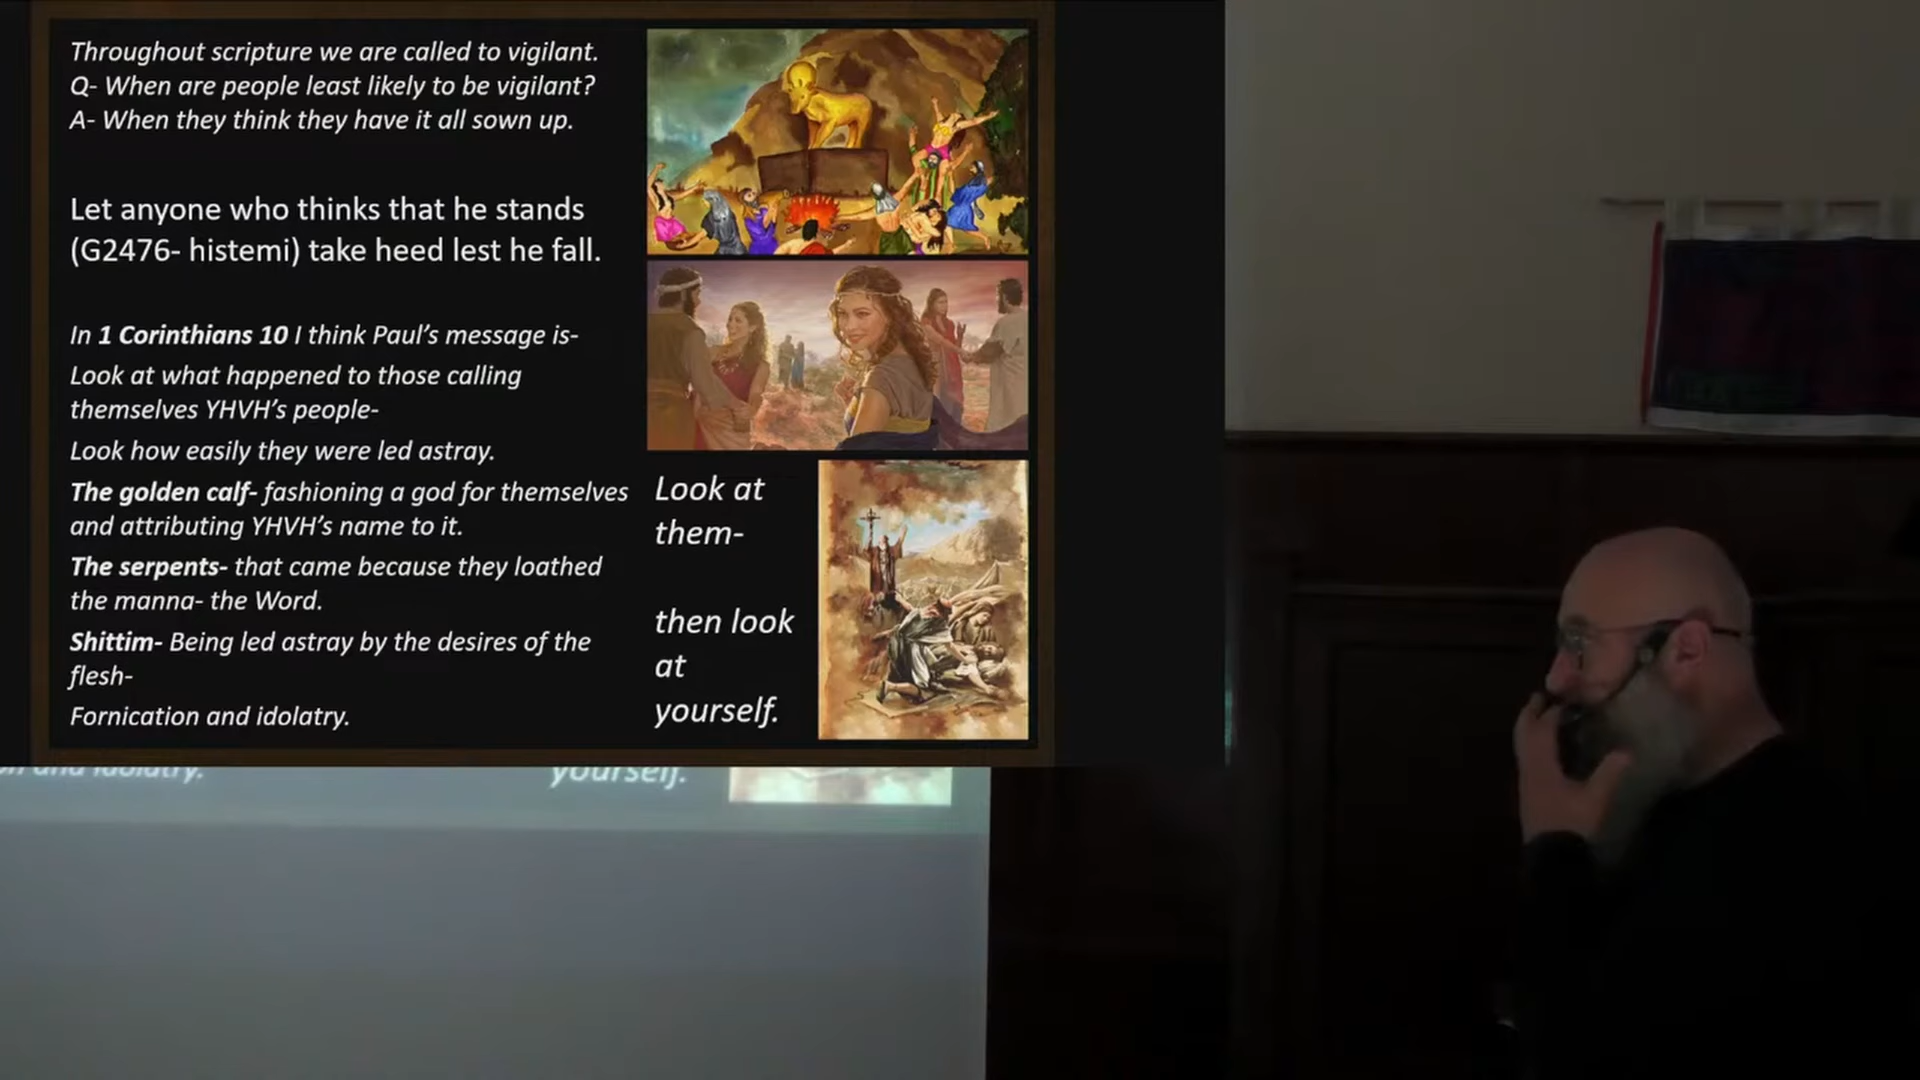 Throughout scripture we are called to vigilant.
Q- When are people least likely to be vigilant?
A- When they think they have it all sown up.
Let anyone who thinks that he stands
(G2476- histemi) take heed lest he fall.
In 1 Corinthians 10 I think Paul’s message is-
Look at what happened to those calling
themselves YHVH’s people-
Look how easily they were led astray.
The golden calf- fashioning a god for themselves
and attributing YHVH’s name to it.
The serpents- that came because they loathed
the manna- the Word.
Shittim- Being led astray by the desires of the
flesh-
Fornication and idolatry.
Look at
them-
then look
at
yourself.
and idolatry.
yourself.